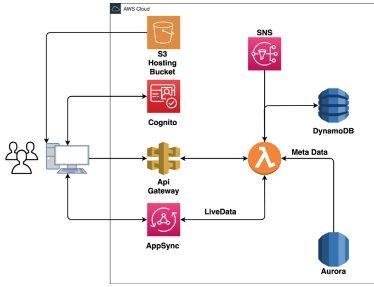 AWS Cloud
SNS
S3
Hosting
Bucket
Cognito
DynamoDB
Meta Data
Api
Gateway
LiveData
AppSync
Aurora